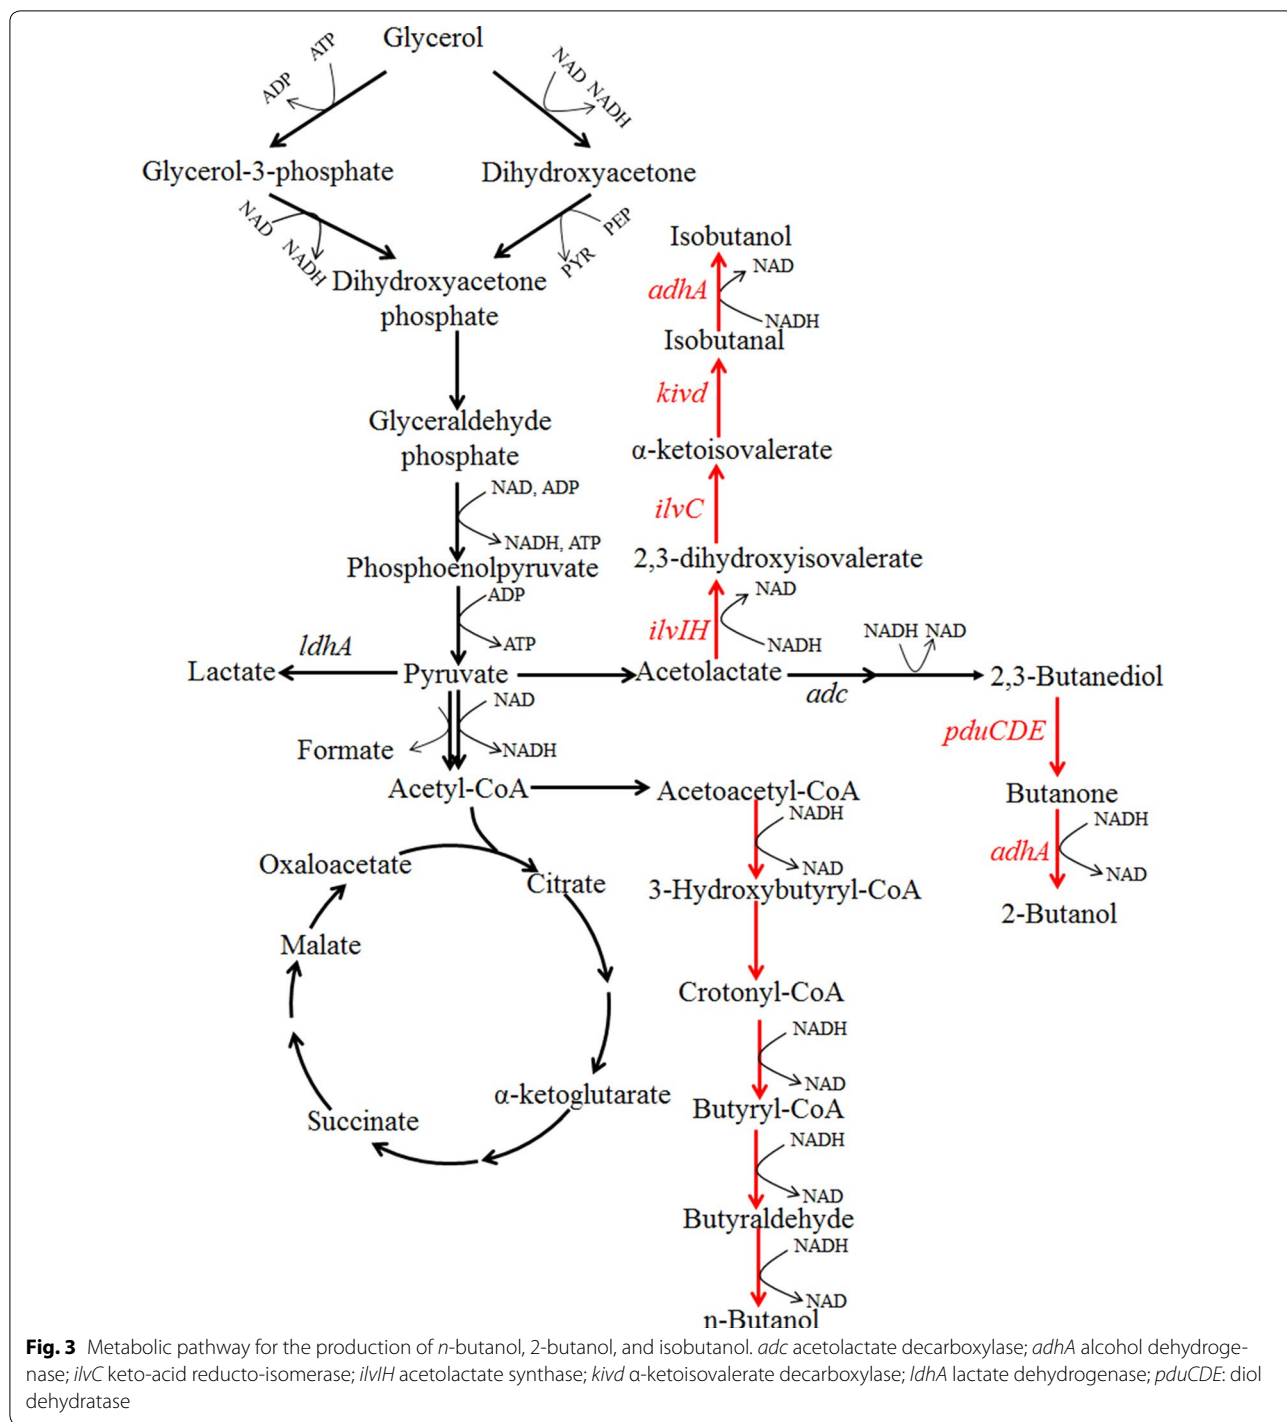 Glycerol
ATP
ADP
NAD NADH
Glycerol-3-phosphate
Dihydroxyacetone
NAD
NADH
PEP
PYR
Dihydroxyacetone
phosphate
Isobutanol
adhA
NAD
NADH
Isobutanal
kivd
Glyceraldehyde
phosphate
α-ketoisovalerate
NAD, ADP
NADH, ATP
ilvC
Phosphoenolpyruvate
2,3-dihydroxyisovalerate
ADP
ATP
NAD
ilvIH
NADH
NADH NAD
ldhA
Lactate
Pyruvate
Acetolactate
adc
2,3-Butanediol
NAD
NADH
Formate
pduCDE
Acetyl-CoA
Acetoacetyl-CoA
Butanone
NADH
NAD
NADH
adhA
NAD
Oxaloacetate
Citrate
3-Hydroxybutyryl-CoA
2-Butanol
Malate
Crotonyl-CoA
NADH
NAD
α-ketoglutarate
Butyryl-CoA
Succinate
NADH
NAD
Butyraldehyde
NADH
NAD
n-Butanol
Fig. 3 Metabolic pathway for the production of n-butanol, 2-butanol, and isobutanol. adc acetolactate decarboxylase; adhA alcohol dehydroge-
nase; ilvC keto-acid reducto-isomerase; ilvIH acetolactate synthase; kivd α-ketoisovalerate decarboxylase; ldhA lactate dehydrogenase; pduCDE: diol
dehydratase